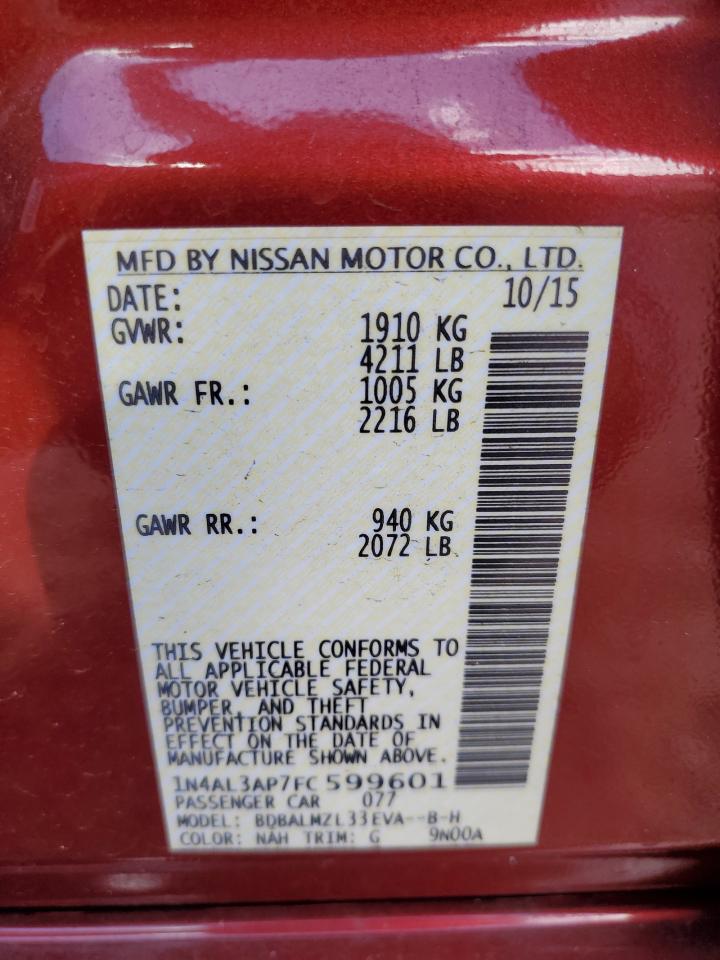 MFD BY NISSAN MOTOR CO., LTD.
DATE: 10/15
GVWR: 1910 KG
4211 LB
GAWR FR.: 1005 KG
2216 LB
GAWR RR.: 940 KG
2072 LB
THIS VEHICLE CONFORMS TO
ALL APPLICABLE FEDERAL
MOTOR VEHICLE SAFETY,
BUMPER, AND THEFT
PREVENTION STANDARDS IN
EFFECT ON THE DATE OF
MANUFACTURE SHOWN ABOVE.
1N4AL3AP7FC599601
PASSENGER CAR 077
MODEL: BDBALMZL33EVA--B-H
COLOR: NAH TRIM: G 9N00A